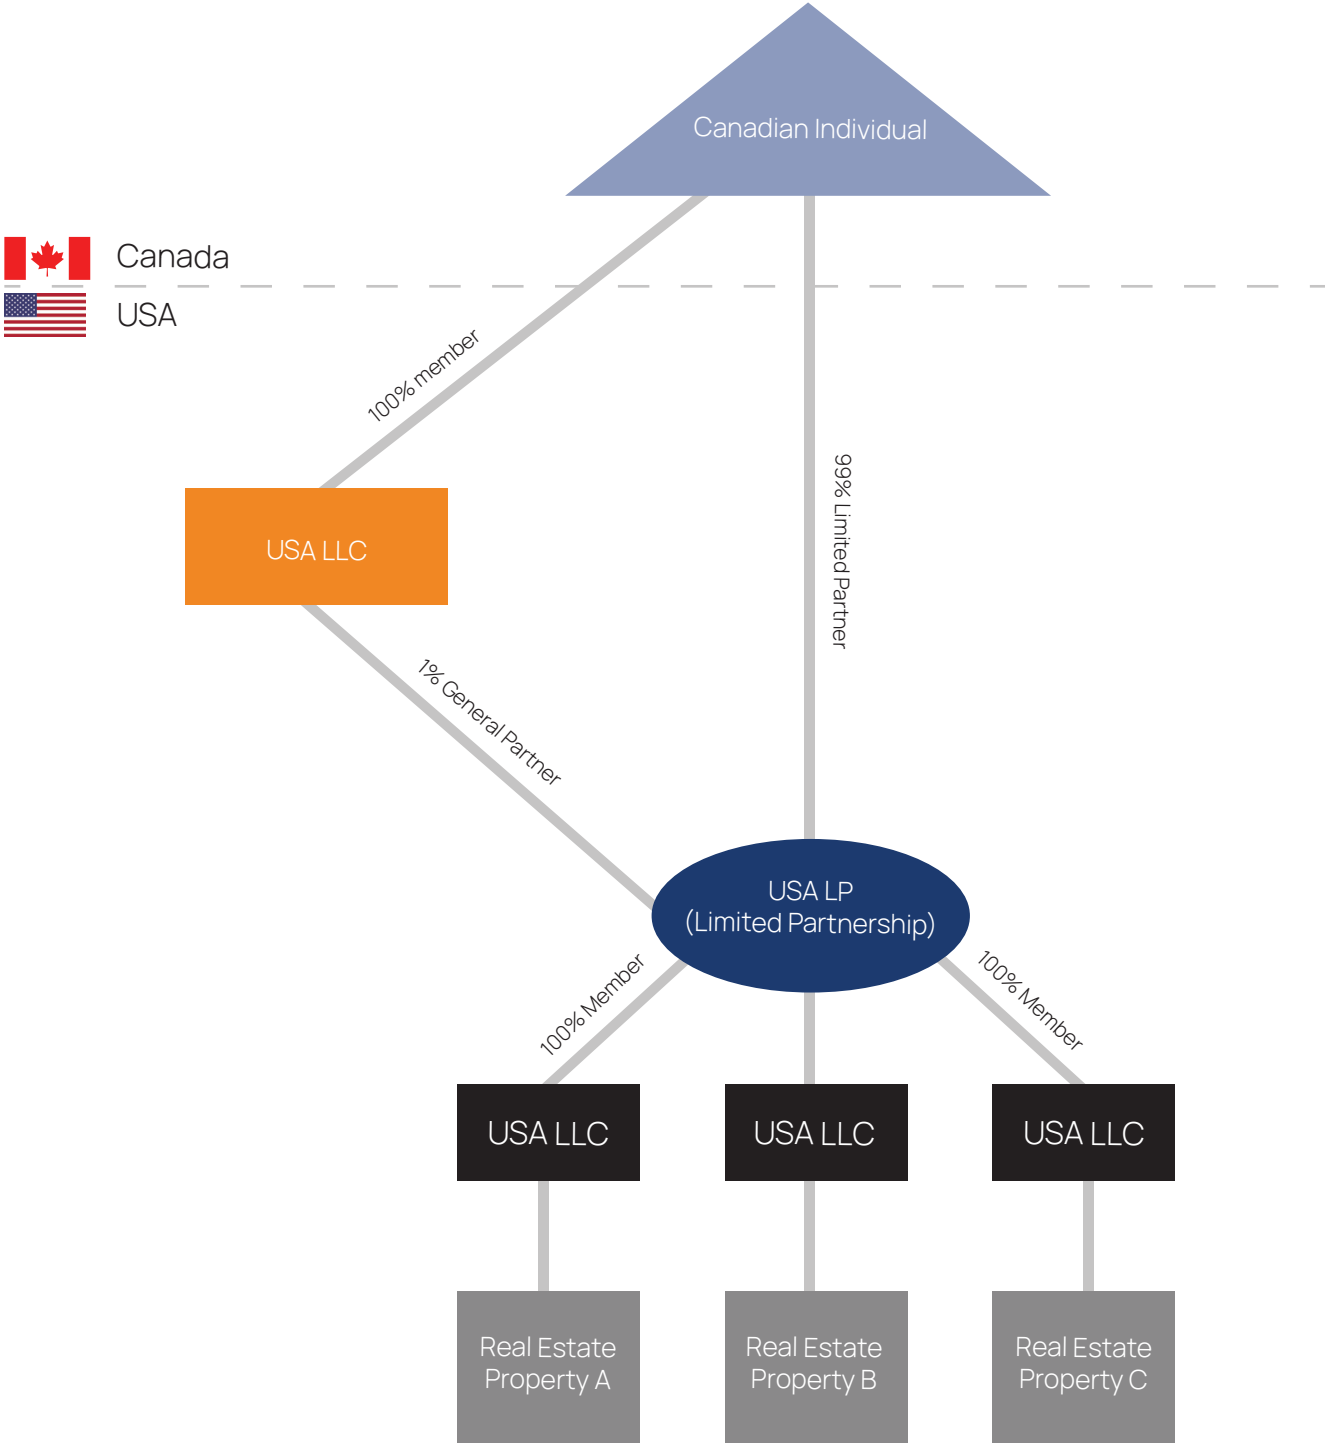 Canadian Individual
Canada
USA
100% member
99% Limited Partner
USA LLC
1% General Partner
USA LP
(Limited Partnership)
100% Member
100% Member
USA LLC
USA LLC
USA LLC
Real Estate
Property A
Real Estate
Property B
Real Estate
Property C